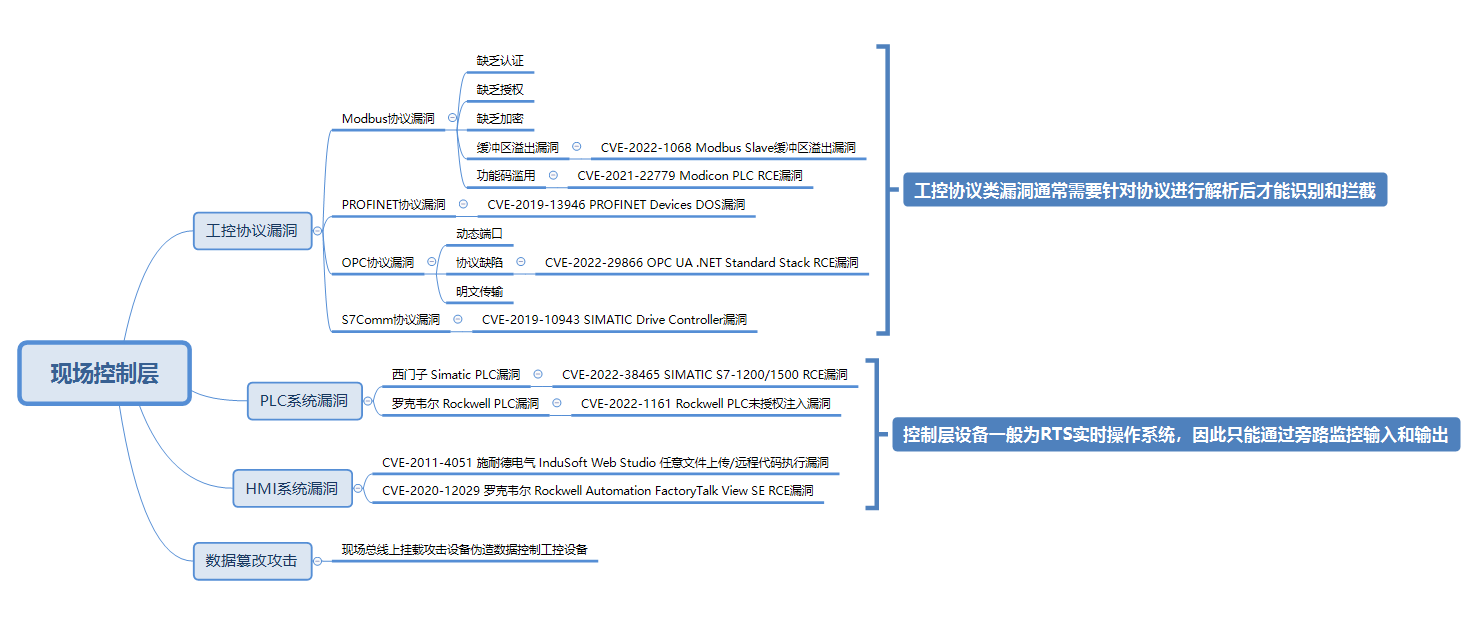 现场控制层
工控协议漏洞
Modbus协议漏洞
缺乏认证
缺乏授权
缺乏加密
缓冲区溢出漏洞
CVE-2022-1068 Modbus Slave缓冲区溢出漏洞
功能码滥用
CVE-2021-22779 Modicon PLC RCE漏洞
PROFINET协议漏洞
CVE-2019-13946 PROFINET Devices DOS漏洞
OPC协议漏洞
动态端口
协议缺陷
CVE-2022-29866 OPC UA .NET Standard Stack RCE漏洞
明文传输
S7Comm协议漏洞
CVE-2019-10943 SIMATIC Drive Controller漏洞
工控协议类漏洞通常需要针对协议进行解析后才能识别和拦截
PLC系统漏洞
西门子 Simatic PLC漏洞
CVE-2022-38465 SIMATIC S7-1200/1500 RCE漏洞
罗克韦尔 Rockwell PLC漏洞
CVE-2022-1161 Rockwell PLC未授权注入漏洞
HMI系统漏洞
CVE-2011-4051 施耐德电气 InduSoft Web Studio 任意文件上传/远程代码执行漏洞
CVE-2020-12029 罗克韦尔 Rockwell Automation FactoryTalk View SE RCE漏洞
控制层设备一般为RTS实时操作系统，因此只能通过旁路监控输入和输出
数据篡改攻击
现场总线上挂载攻击设备伪造数据控制工控设备